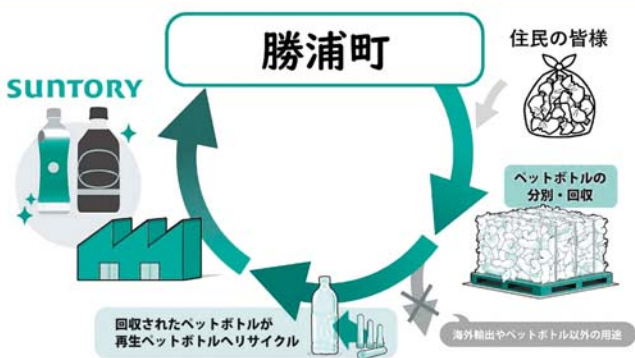 勝浦町
住民の皆様
SUNTORY
ペットボトルの
分別・回収
回収されたペットボトルが
再生ペットボトルへリサイクル
海外輸出やペットボトル以外の用途